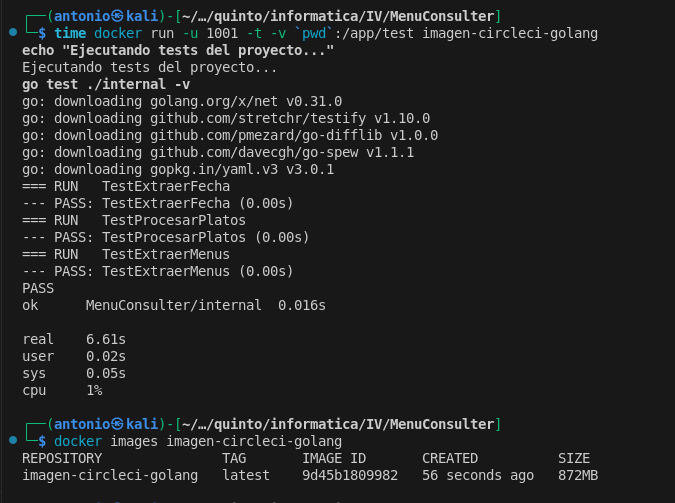 ┌──(antonio㉿kali)-[~/…/quinto/informatica/IV/MenuConsulter]
└─$ time docker run -u 1001 -t -v `pwd`:/app/test imagen-circleci-golang
echo "Ejecutando tests del proyecto..."
Ejecutando tests del proyecto...
go test ./internal -v
go: downloading golang.org/x/net v0.31.0
go: downloading github.com/stretchr/testify v1.10.0
go: downloading github.com/pmezard/go-difflib v1.0.0
go: downloading github.com/davecgh/go-spew v1.1.1
go: downloading gopkg.in/yaml.v3 v3.0.1
=== RUN   TestExtraerFecha
--- PASS: TestExtraerFecha (0.00s)
=== RUN   TestProcesarPlatos
--- PASS: TestProcesarPlatos (0.00s)
=== RUN   TestExtraerMenus
--- PASS: TestExtraerMenus (0.00s)
PASS
ok      MenuConsulter/internal  0.016s
real    6.61s
user    0.02s
sys     0.05s
cpu     1%
┌──(antonio㉿kali)-[~/…/quinto/informatica/IV/MenuConsulter]
└─$ docker images imagen-circleci-golang
REPOSITORY               TAG       IMAGE ID       CREATED          SIZE
imagen-circleci-golang   latest    9d45b1809982   56 seconds ago   872MB